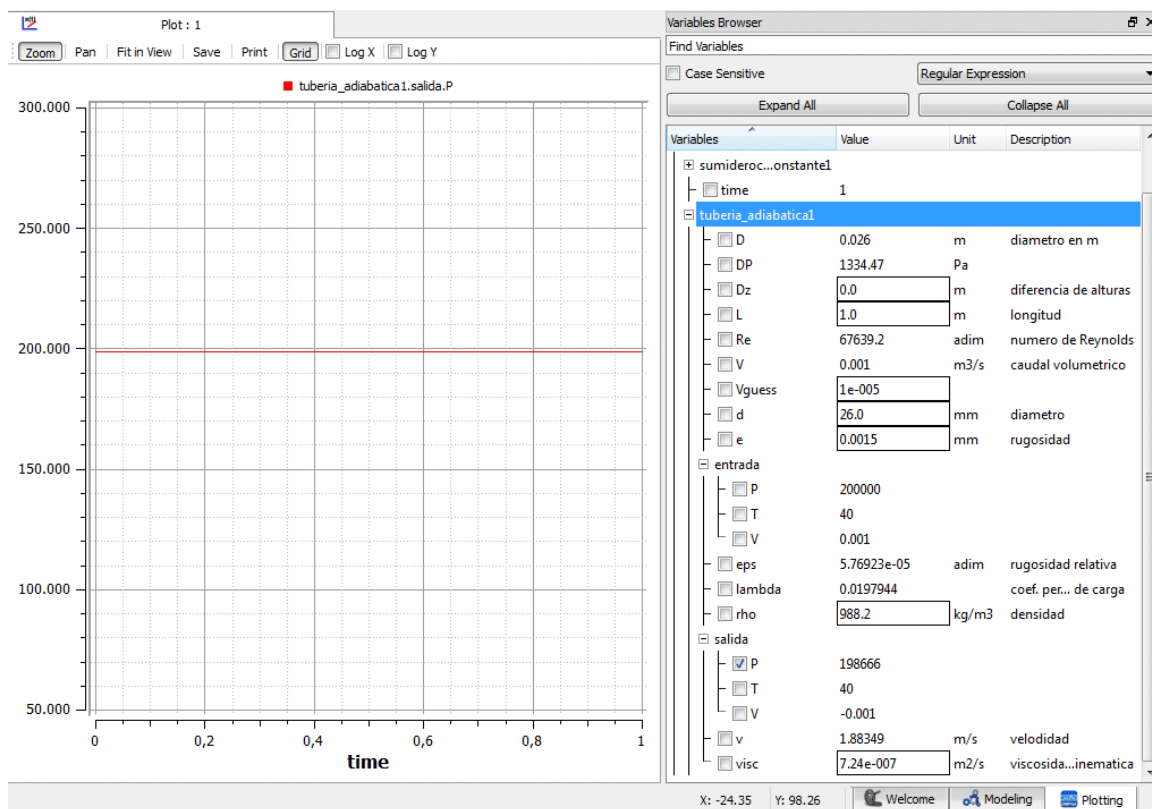 Plot : 1
Zoom Pan Fit in View Save Print Grid Log X Log Y
tuberia_adiabatica1.salida.P
300.000
250.000
200.000
150.000
100.000
50.000
0 0,2 0,4 0,6 0,8 1
time
Variables Browser
Find Variables
Case Sensitive Regular Expression
Expand All Collapse All
Variables Value Unit Description
sumideroc...onstante1
time 1
tuberia_adiabatica1
D 0.026 m diametro en m
DP 1334.47 Pa
Dz 0.0 m diferencia de alturas
L 1.0 m longitud
Re 67639.2 adim numero de Reynolds
V 0.001 m3/s caudal volumetrico
Vguess 1e-005
d 26.0 mm diametro
e 0.0015 mm rugosidad
entrada
P 200000
T 40
V 0.001
eps 5.76923e-05 adim rugosidad relativa
lambda 0.0197944 coef. per... de carga
rho 988.2 kg/m3 densidad
salida
P 198666
T 40
V -0.001
v 1.88349 m/s velodidad
visc 7.24e-007 m2/s viscosida...inematica
X: -24.35 Y: 98.26 Welcome Modeling Plotting